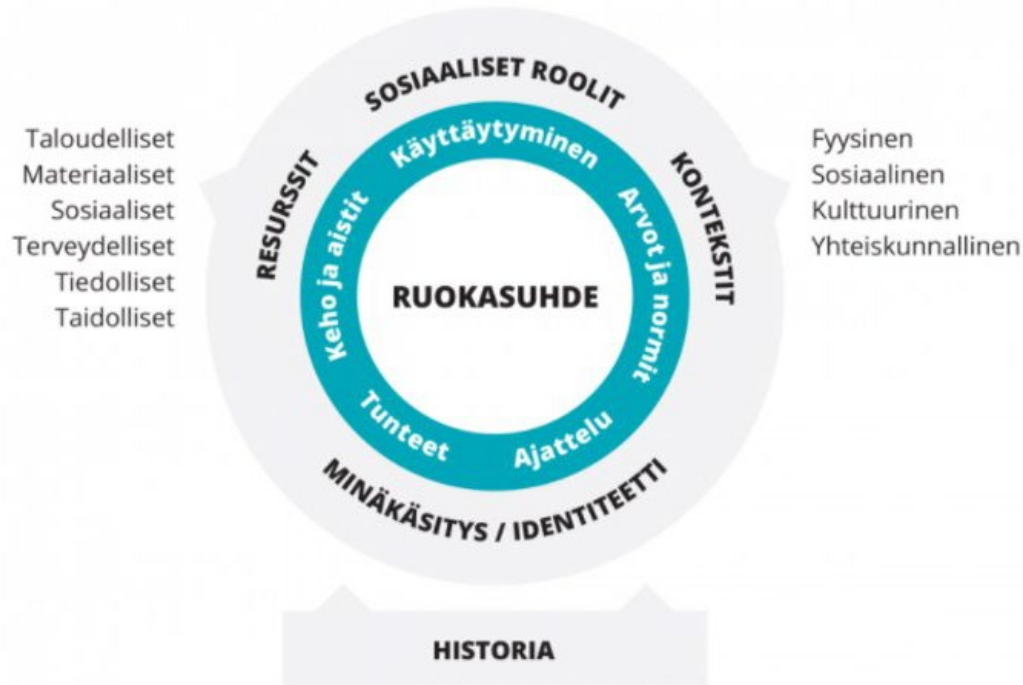 SOSIAALISET ROOLIT
RESURSSIT
KONTEKSTIT
MINÄKÄSITYS / IDENTITEETTI
Käyttäytyminen
Arvot ja normit
Ajattelu
Tunteet
Keho ja aistit
RUOKASUHDE
Taloudelliset
Materiaaliset
Sosiaaliset
Terveydelliset
Tiedolliset
Taidolliset
Fyysinen
Sosiaalinen
Kulttuurinen
Yhteiskunnallinen
HISTORIA